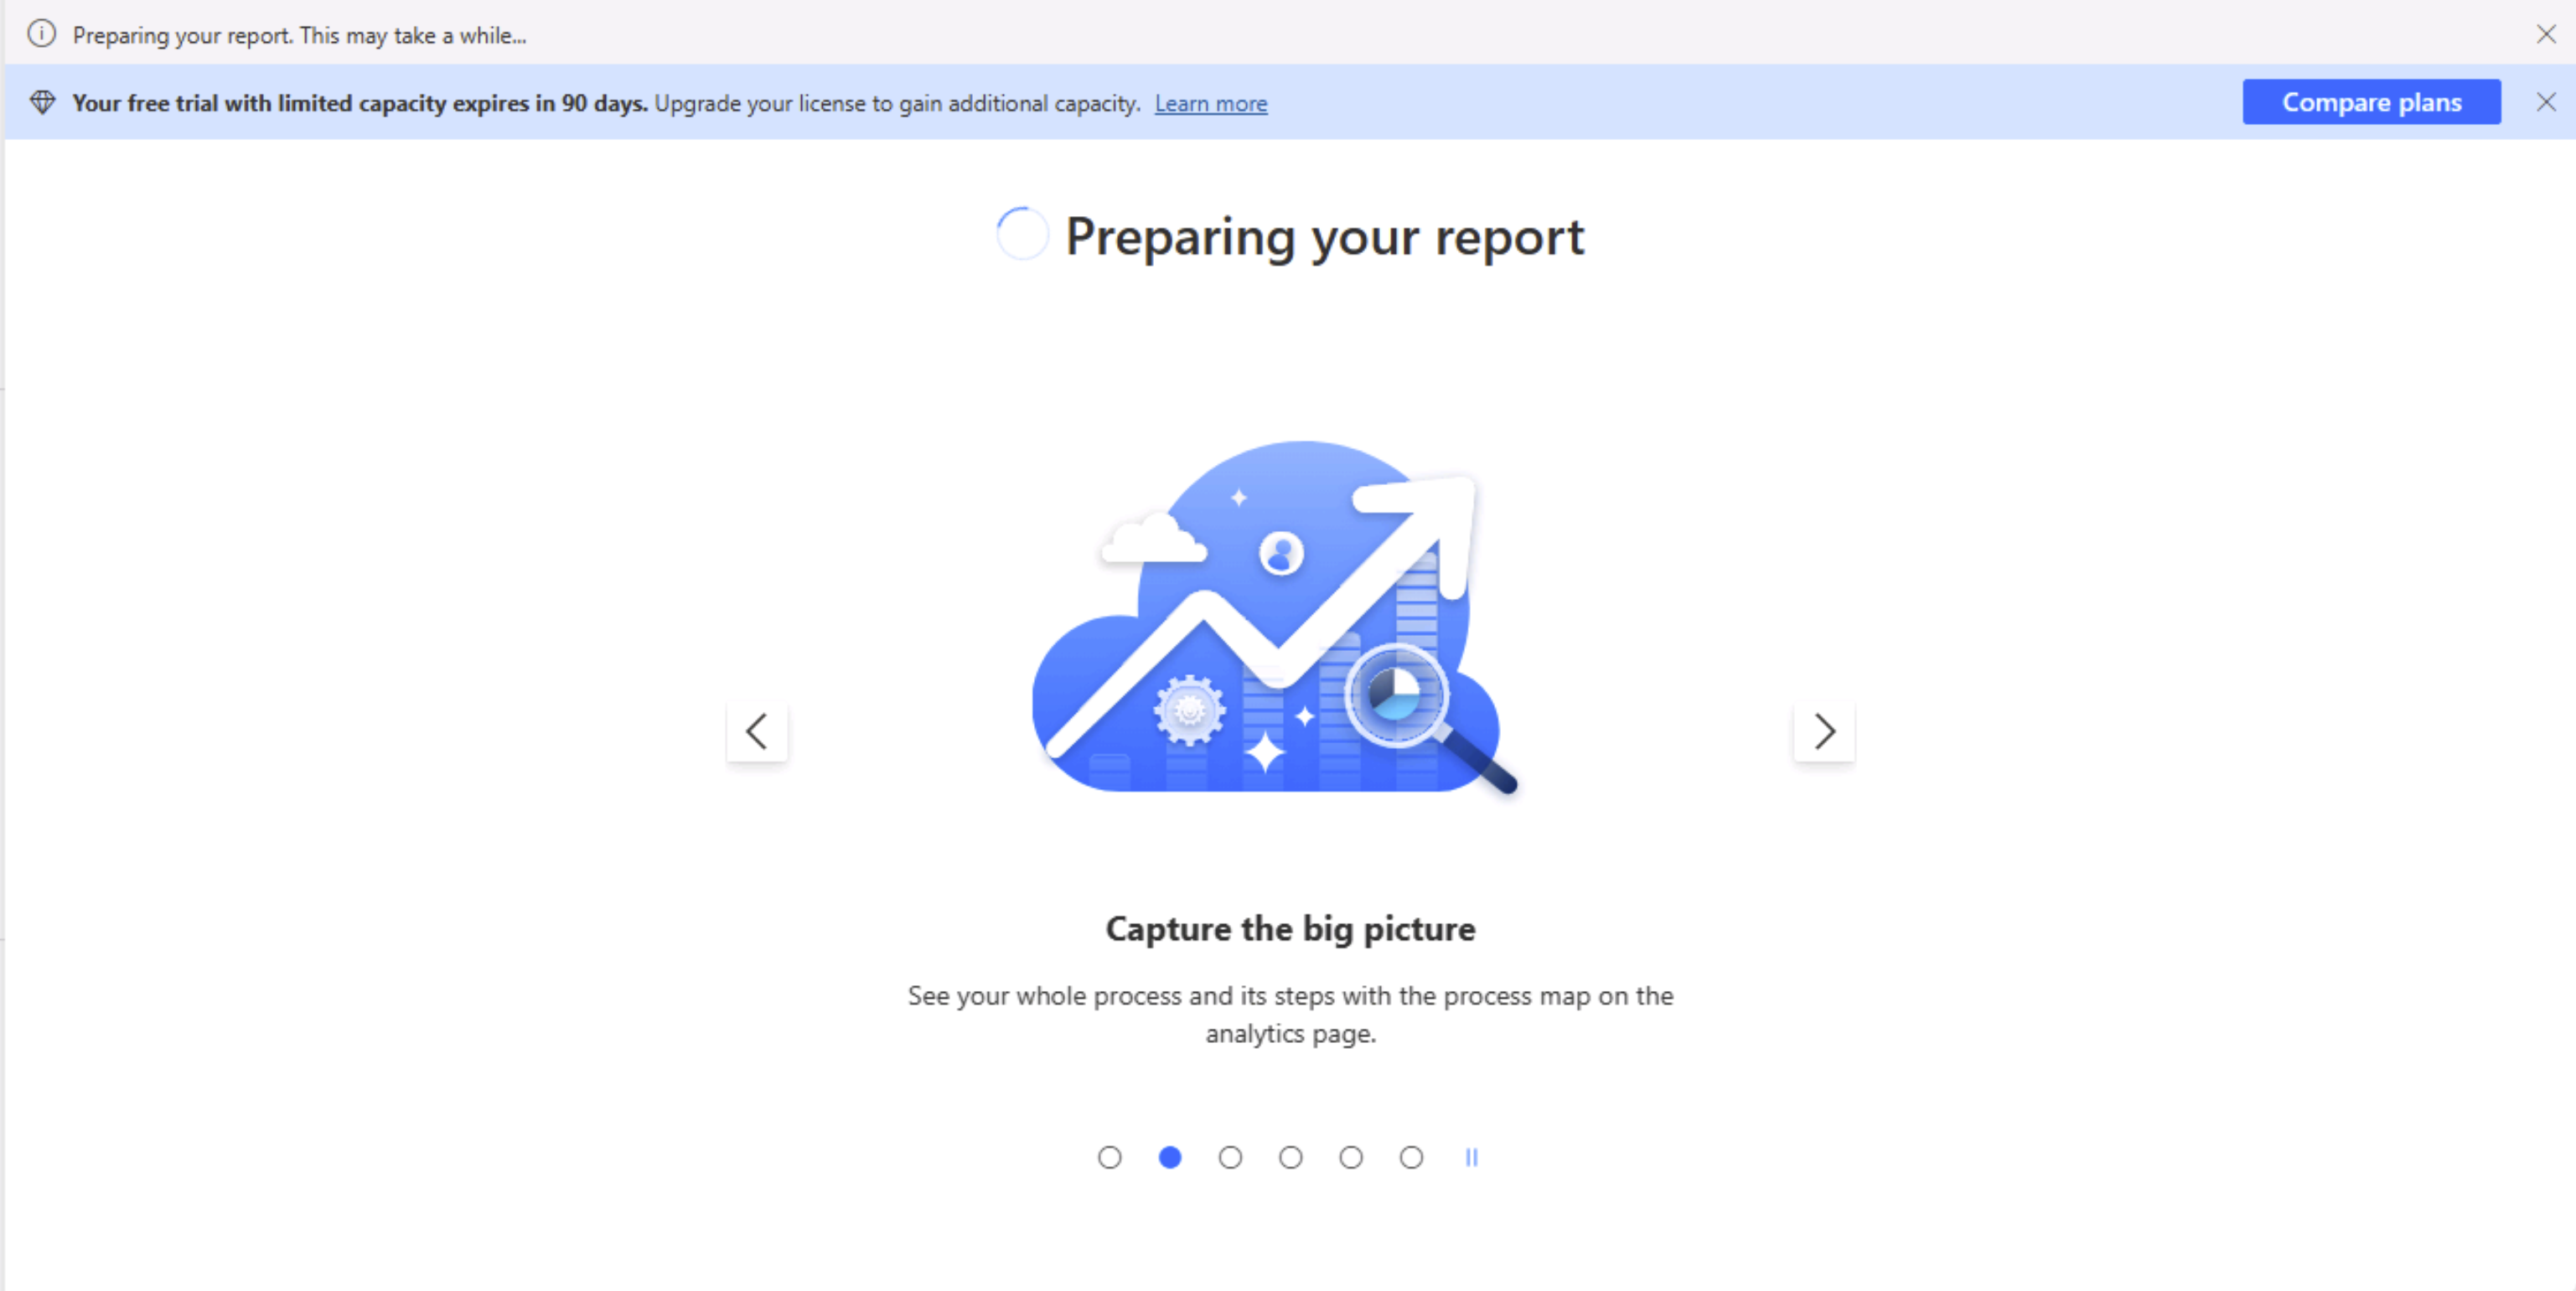 Preparing your report. This may take a while...
Your free trial with limited capacity expires in 90 days. Upgrade your license to gain additional capacity. Learn more
Compare plans
Preparing your report
Capture the big picture
See your whole process and its steps with the process map on the
analytics page.